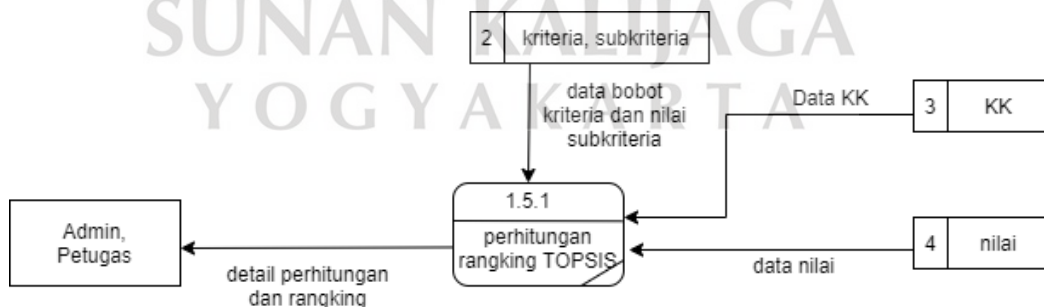 SUNAN KALIJAGA
YOGYAKARTA
2 kriteria, subkriteria
data bobot
kriteria dan nilai
subkriteria
Data KK
3 KK
1.5.1
perhitungan
rangking TOPSIS
Admin,
Petugas
detail perhitungan
dan rangking
data nilai
4 nilai